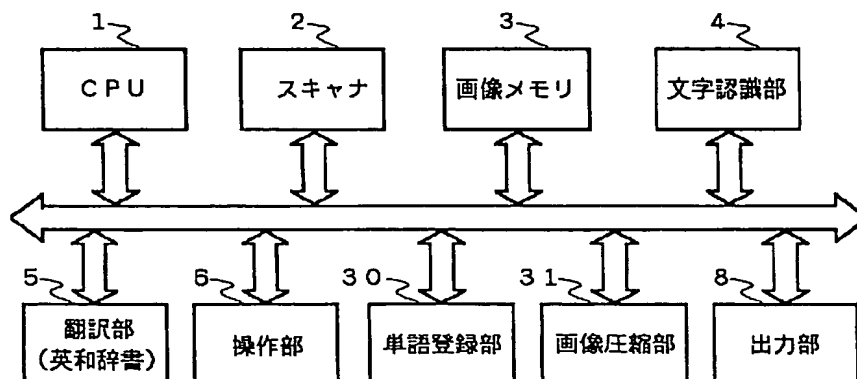 1 2 3 4
CPU スキャナ 画像メモリ 文字認識部
5 6 30 31 8
翻訳部 操作部 単語登録部 画像圧縮部 出力部
(英和辞書)